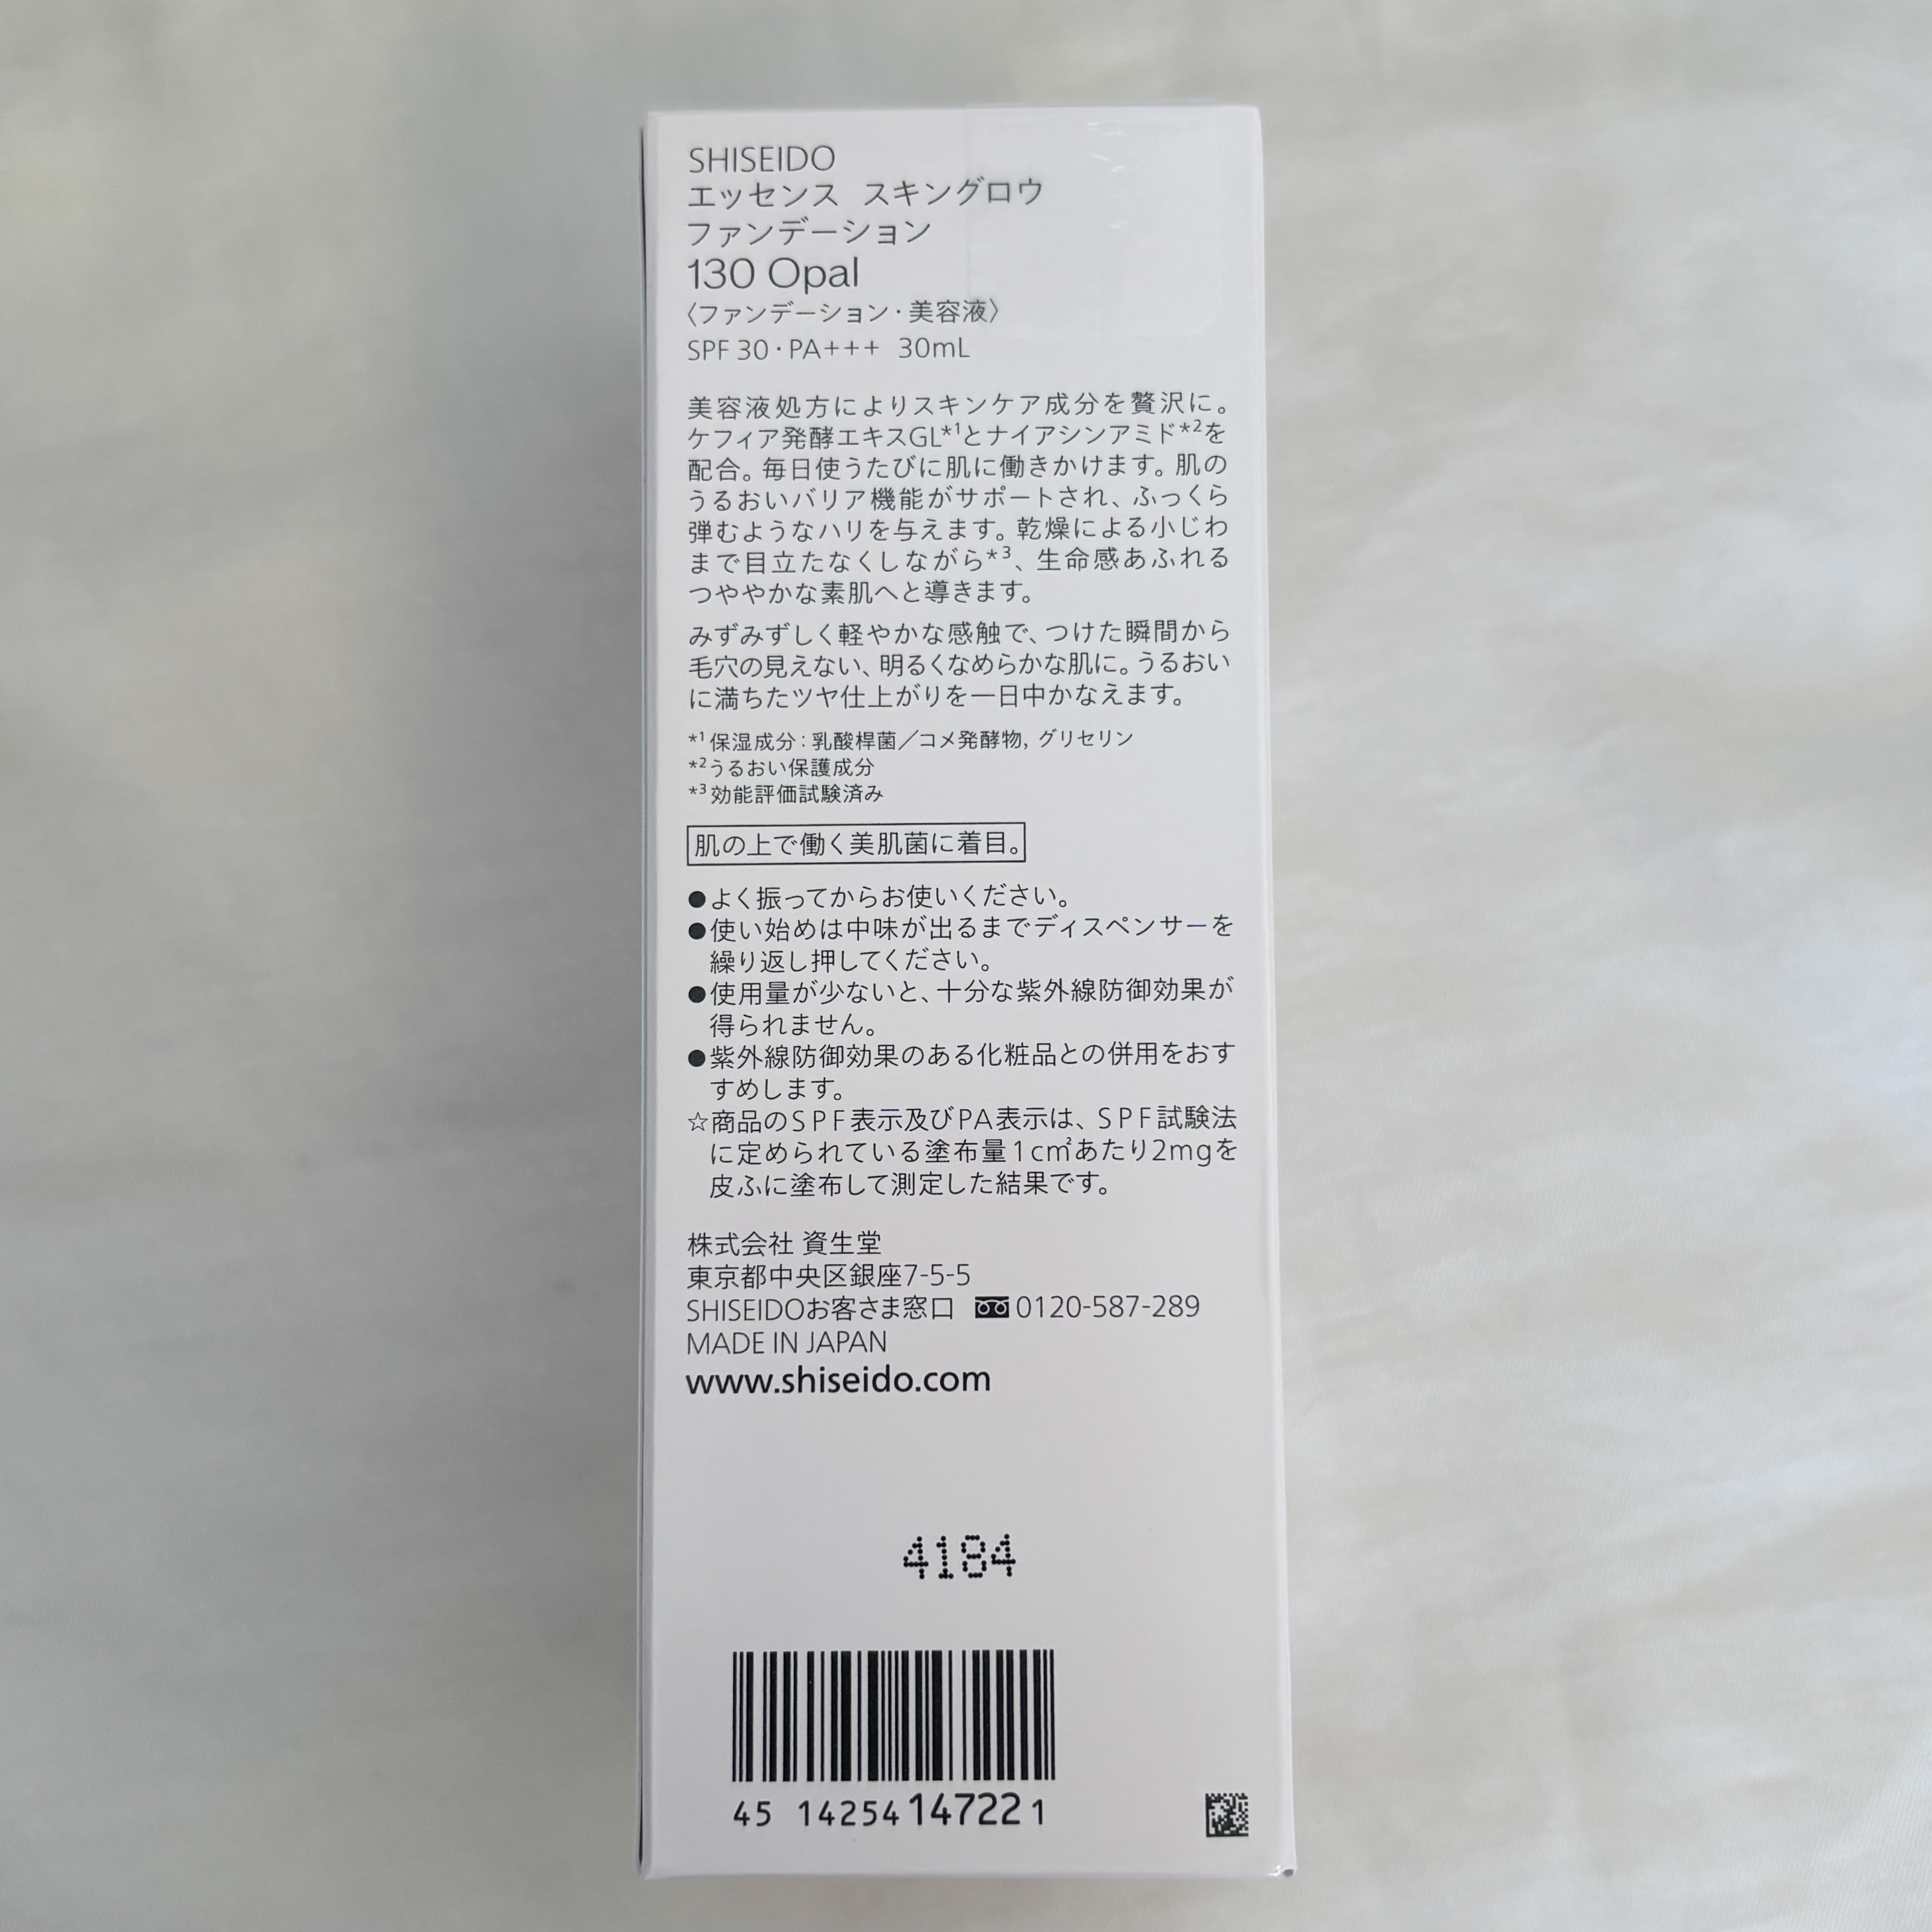 SHISEIDO
エッセンス スキングロウ
ファンデーション
130 Opal
〈ファンデーション・美容液〉
SPF 30・PA+++ 30mL
美容液処方によりスキンケア成分を贅沢に。
ケフィア発酵エキスGL*1とナイアシンアミド*2を
配合。毎日使うたびに肌に働きかけます。肌の
うるおいバリア機能がサポートされ、ふっくら
弾むようなハリを与えます。乾燥による小じわ
まで目立たなくしながら*3、生命感あふれる
つややかな素肌へと導きます。
みずみずしく軽やかな感触で、つけた瞬間から
毛穴の見えない、明るくなめらかな肌に。うるおい
に満ちたツヤ仕上がりを一日中かなえます。
*1 保湿成分：乳酸桿菌／コメ発酵物, グリセリン
*2 うるおい保護成分
*3 効能評価試験済み
肌の上で働く美肌菌に着目。
●よく振ってからお使いください。
●使い始めは中味が出るまでディスペンサーを
繰り返し押してください。
●使用量が少ないと、十分な紫外線防御効果が
得られません。
●紫外線防御効果のある化粧品との併用をおす
すめします。
☆商品のSPF表示及びPA表示は、SPF試験法
に定められている塗布量1c㎡あたり2mgを
皮ふに塗布して測定した結果です。
株式会社 資生堂
東京都中央区銀座7-5-5
SHISEIDOお客さま窓口 0120-587-289
MADE IN JAPAN
www.shiseido.com
4184
45 14254 14722 1